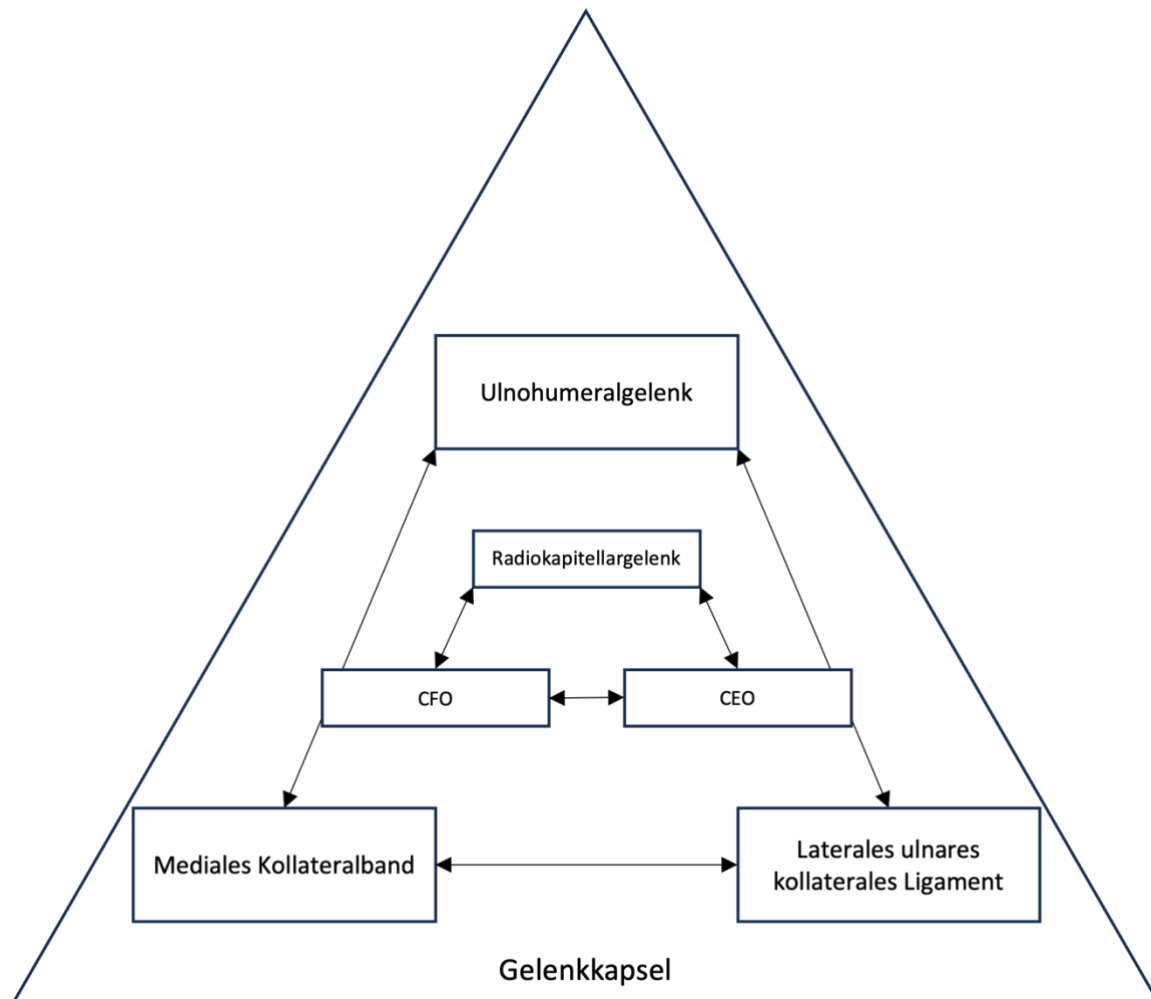 Ulnohumeralgelenk
Radiokapitellargelenk
CFO
CEO
Mediales Kollateralband
Laterales ulnares
kollaterales Ligament
Gelenkkapsel